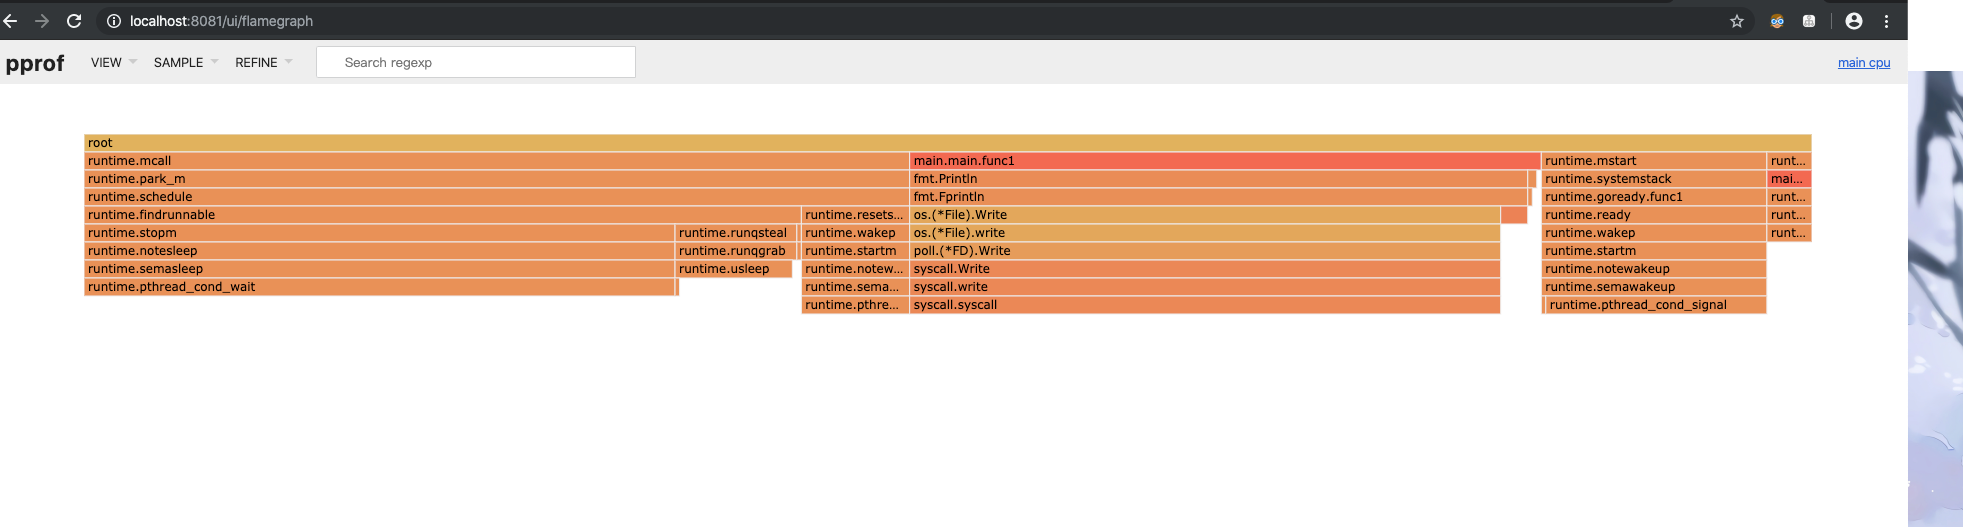 localhost:8081/ui/flamegraph
pprof VIEW SAMPLE REFINE Search regexp main cpu
root
runtime.mcall main.main.func1 runtime.mstart runt...
runtime.park_m fmt.Println runtime.systemstack mai...
runtime.schedule fmt.Fprintln runtime.goready.func1 runt...
runtime.findrunnable runtime.resets... os.(*File).Write runtime.ready runt...
runtime.stopm runtime.runqsteal runtime.wakep os.(*File).write runtime.wakep runt...
runtime.notesleep runtime.runqgrab runtime.startm poll.(*FD).Write runtime.startm
runtime.semasleep runtime.usleep runtime.notew... syscall.Write runtime.notewakeup
runtime.pthread_cond_wait runtime.sema... syscall.write runtime.semawakeup
runtime.pthre... syscall.syscall runtime.pthread_cond_signal